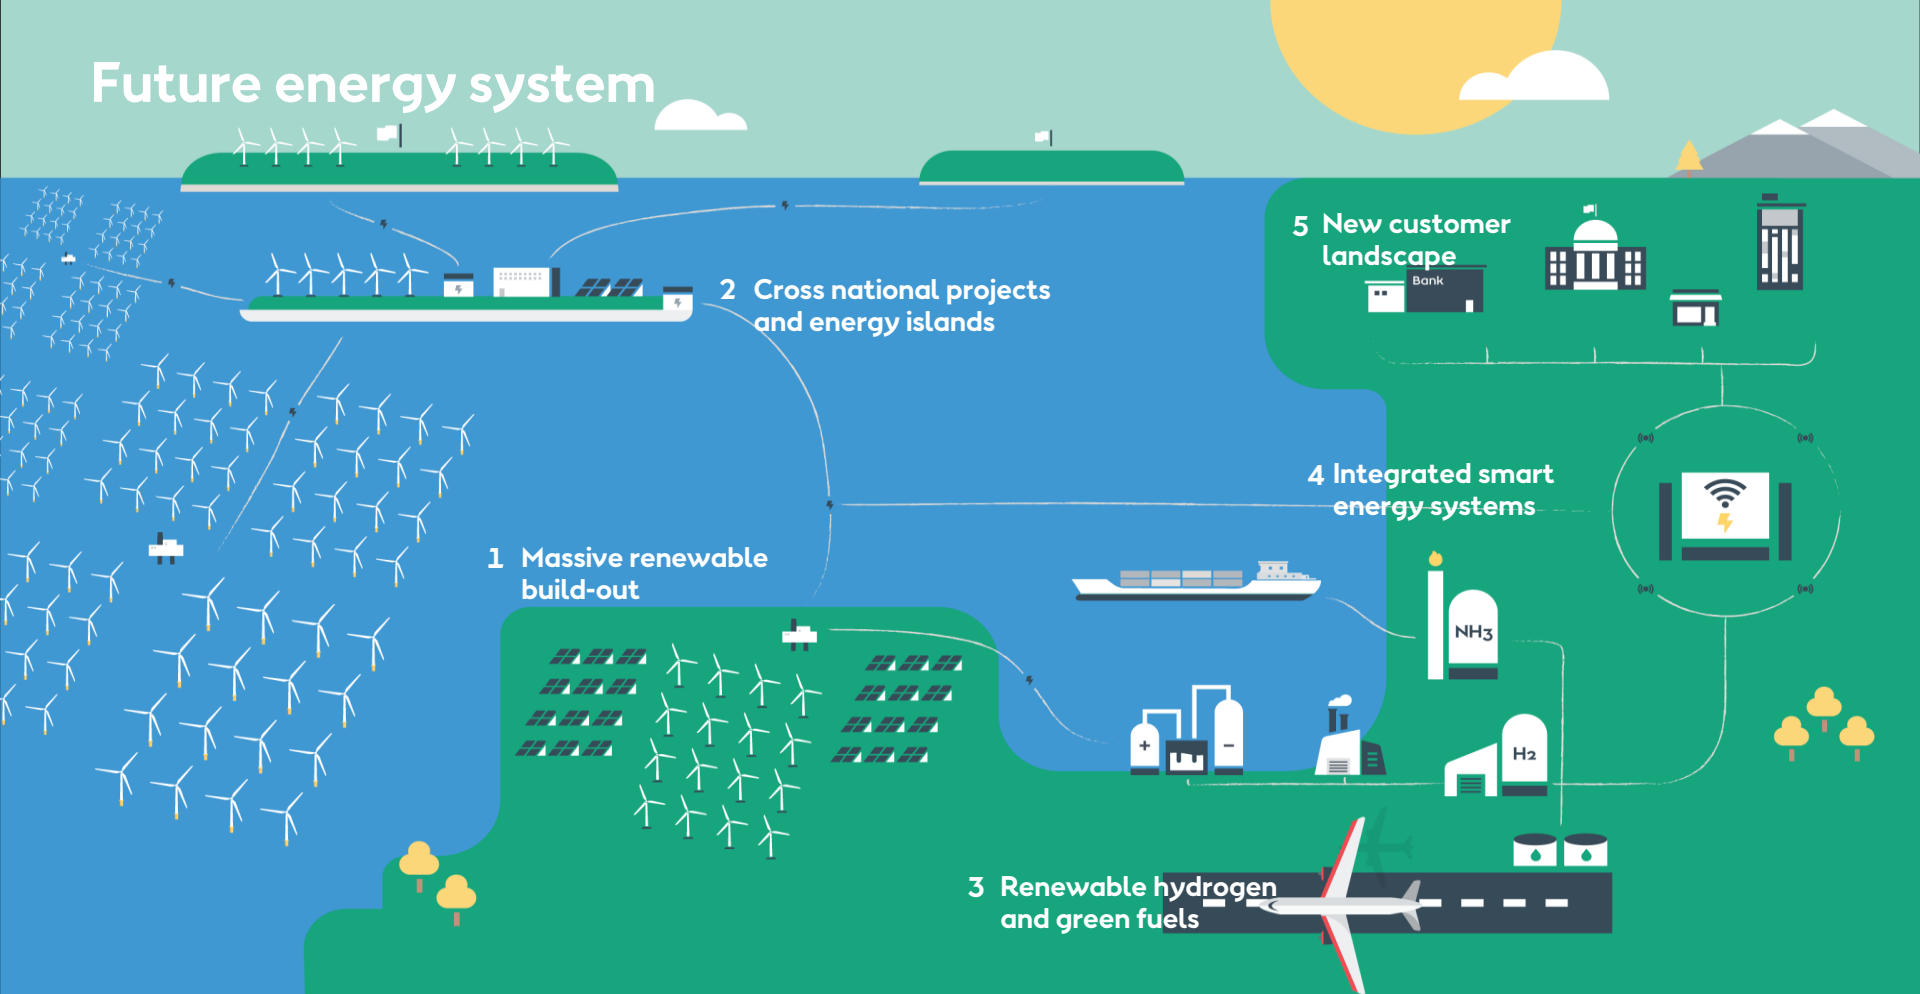 Future energy system
5 New customer
landscape
Bank
2 Cross national projects
and energy islands
4 Integrated smart
energy systems
1 Massive renewable
build-out
NH3
+
−
H2
3 Renewable hydrogen
and green fuels